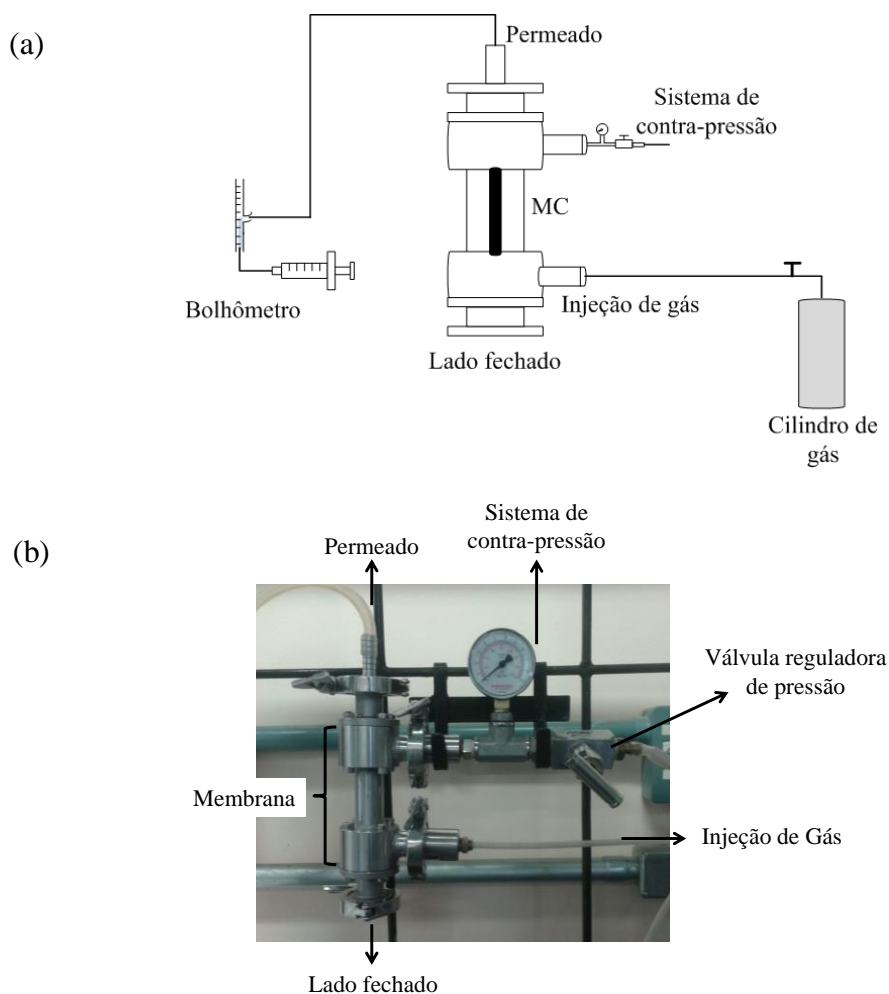 (a)
Permeado
Sistema de
contra-pressão
MC
Injeção de gás
Bolhômetro
Lado fechado
Cilindro de
gás
(b)
Sistema de
contra-pressão
Permeado
Válvula reguladora
de pressão
Membrana
Injeção de Gás
Lado fechado